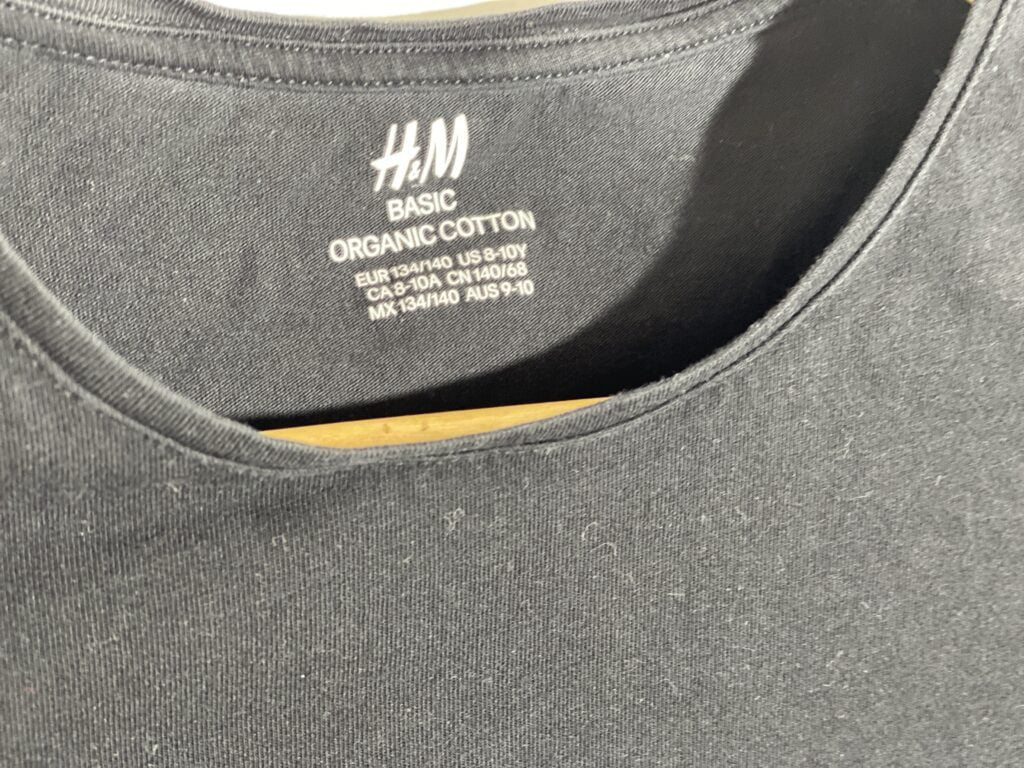 H&M
BASIC
ORGANIC COTTON
EUR 134/140 US 8-10Y
CA 8-10A CN 140/68
MX 134/140 AUS 9-10